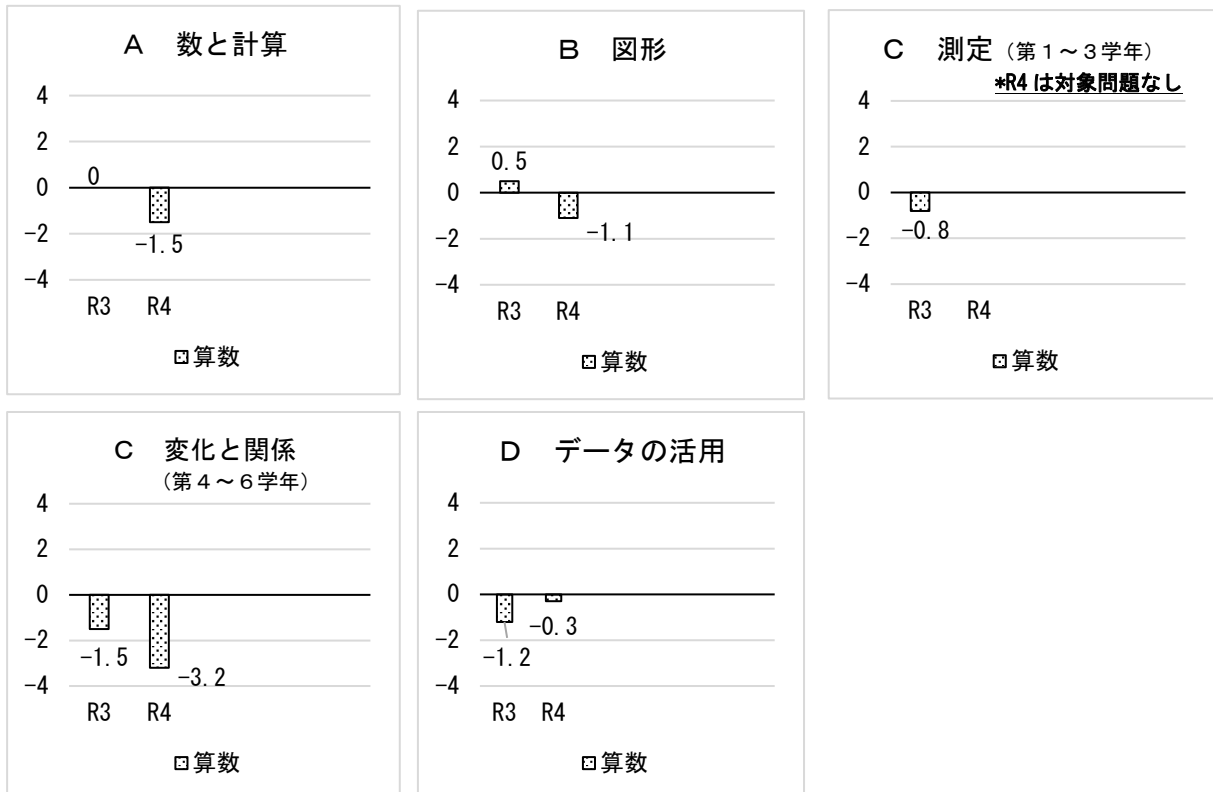 A　数と計算
4
2
0
0
-2
-1.5
-4
R3 R4
算数
B　図形
4
2
0.5
0
-2
-1.1
-4
R3 R4
算数
C　測定（第１～３学年）
*R4 は対象問題なし
4
2
0
-0.8
-2
-4
R3 R4
算数
C　変化と関係
（第４～６学年）
4
2
0
-2
-1.5
-3.2
-4
R3 R4
算数
D　データの活用
4
2
0
-0.3
-2
-1.2
-4
R3 R4
算数